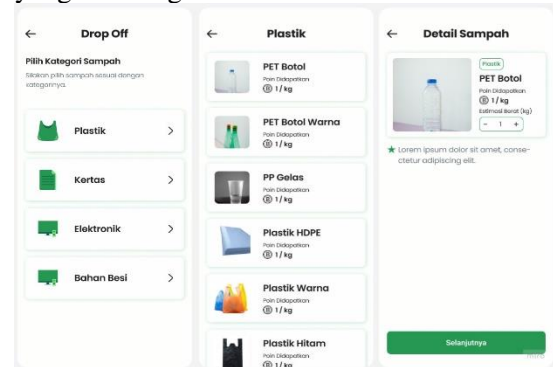 Drop Off
Pilih Kategori Sampah
Silakan pilih sampah sesuai dengan
kategorinya.
Plastik
Kertas
Elektronik
Bahan Besi
Plastik
PET Botol
Poin Didapatkan
1 / kg
PET Botol Warna
Poin Didapatkan
1 / kg
PP Gelas
Poin Didapatkan
1 / kg
Plastik HDPE
Poin Didapatkan
1 / kg
Plastik Warna
Poin Didapatkan
1 / kg
Plastik Hitam
Poin Didapatkan
1 / kg
Detail Sampah
Plastik
PET Botol
Poin Didapatkan
1 / kg
Estimasi Berat (kg)
- 1 +
Lorem ipsum dolor sit amet, conse-
ctetur adipiscing elit.
Selanjutnya